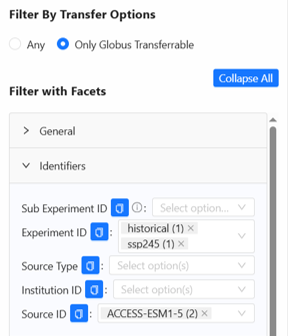 Filter By Transfer Options
Any Only Globus Transferrable
Collapse All
Filter with Facets
General
Identifiers
Sub Experiment ID : Select option...
Experiment ID : historical (1) ×
ssp245 (1) ×
Source Type : Select option(s)
Institution ID : Select option(s)
Source ID : ACCESS-ESM1-5 (2) ×